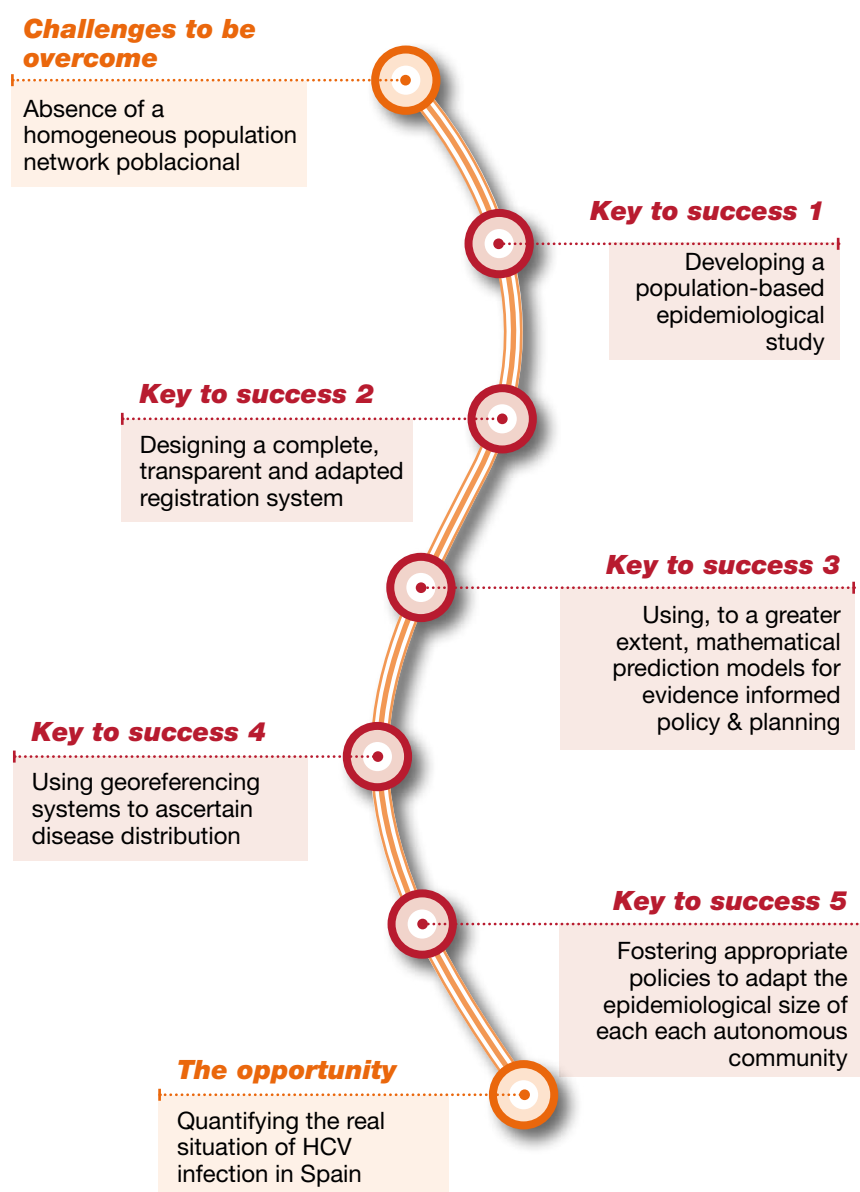 Challenges to be
overcome
Absence of a
homogeneous population
network poblacional
Key to success 1
Developing a
population-based
epidemiological
study
Key to success 2
Designing a complete,
transparent and adapted
registration system
Key to success 3
Using, to a greater
extent, mathematical
prediction models for
evidence informed
policy & planning
Key to success 4
Using georeferencing
systems to ascertain
disease distribution
Key to success 5
Fostering appropriate
policies to adapt the
epidemiological size of
each each autonomous
community
The opportunity
Quantifying the real
situation of HCV
infection in Spain